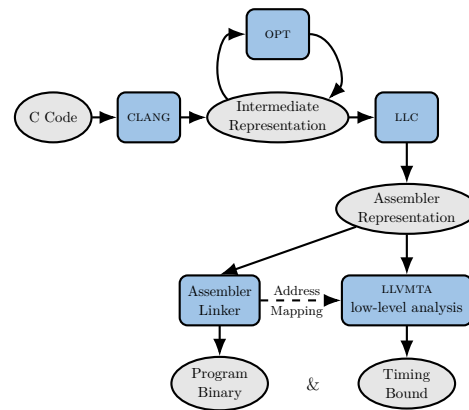 OPT
C Code
CLANG
Intermediate
Representation
LLC
Assembler
Representation
Assembler
Linker
Address
Mapping
LLVMTA
low-level analysis
Program
Binary
&
Timing
Bound